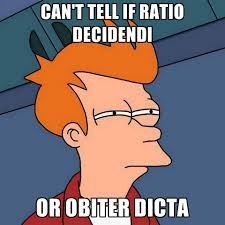 CAN'T TELL IF RATIO
DECIDENDI
OR OBITER DICTA